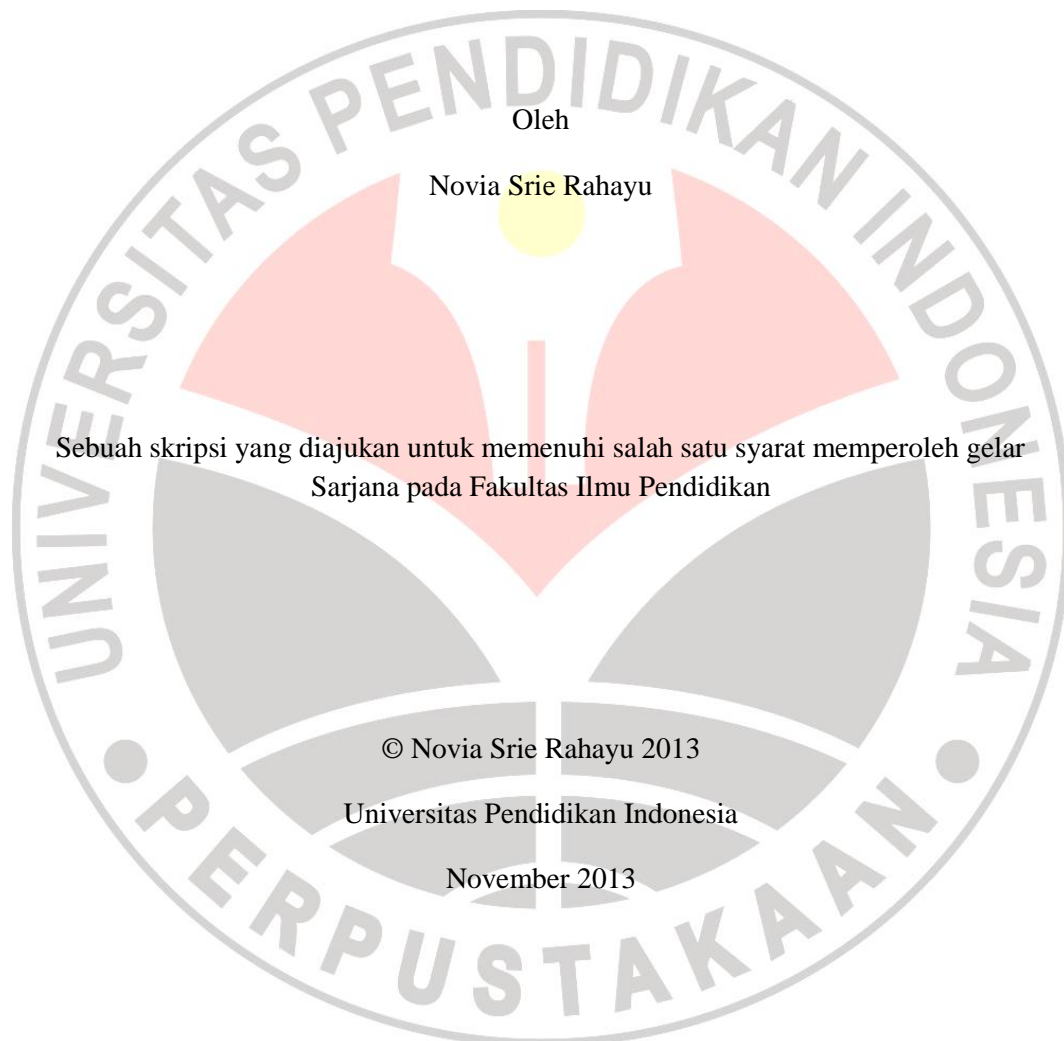 UNIVERSITAS PENDIDIKAN INDONESIA
Oleh
Novia Srie Rahayu
Sebuah skripsi yang diajukan untuk memenuhi salah satu syarat memperoleh gelar
Sarjana pada Fakultas Ilmu Pendidikan
© Novia Srie Rahayu 2013
Universitas Pendidikan Indonesia
November 2013
PERPUSTAKAAN